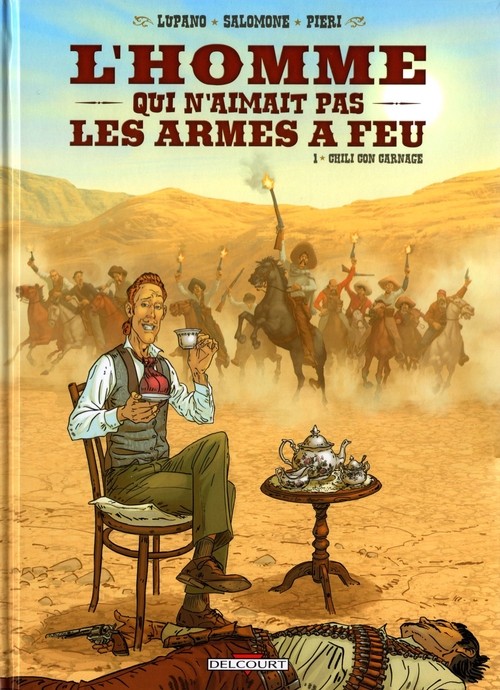 LUPANO ★ SALOMONE ★ PIERI
L'HOMME
QUI N'AIMAIT PAS
LES ARMES A FEU
1 ★ CHILI CON CARNAGE
DELCOURT